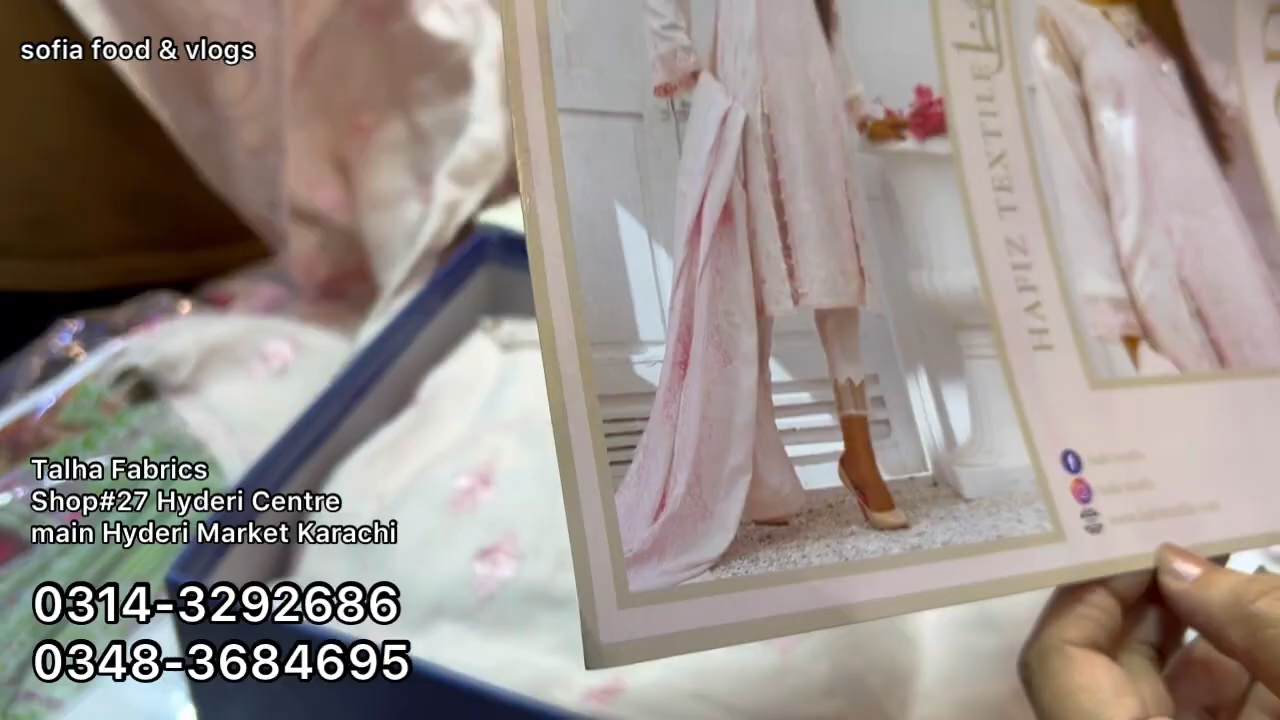 sofia food & vlogs
HAFIZ TEXTILE
Talha Fabrics
Shop#27 Hyderi Centre
main Hyderi Market Karachi
0314-3292686
0348-3684695